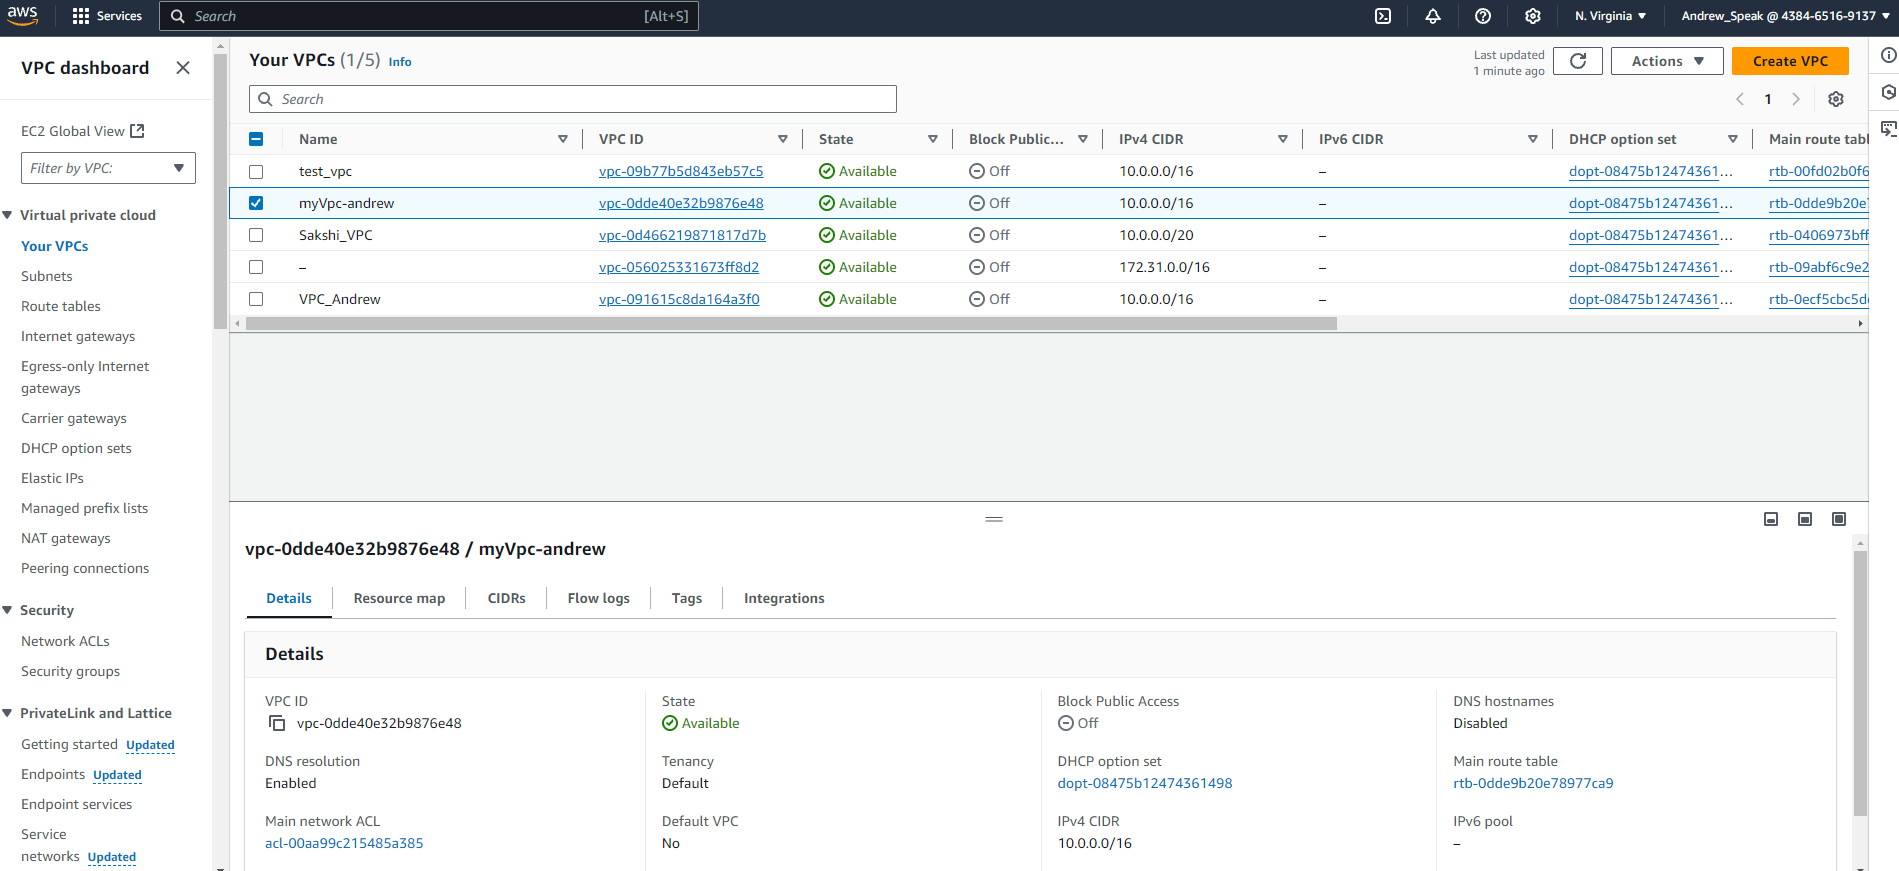 aws Services Search [Alt+S] N. Virginia Andrew_Speak @ 4384-6516-9137
VPC dashboard
EC2 Global View
Filter by VPC:
Virtual private cloud
Your VPCs
Subnets
Route tables
Internet gateways
Egress-only Internet
gateways
Carrier gateways
DHCP option sets
Elastic IPs
Managed prefix lists
NAT gateways
Peering connections
Security
Network ACLs
Security groups
PrivateLink and Lattice
Getting started Updated
Endpoints Updated
Endpoint services
Service
networks Updated
Your VPCs (1/5) Info
Last updated
1 minute ago
Actions
Create VPC
Search
1
Name VPC ID State Block Public... IPv4 CIDR IPv6 CIDR DHCP option set Main route tabl
test_vpc vpc-09b77b5d843eb57c5 Available Off 10.0.0.0/16 – dopt-08475b12474361... rtb-00fd02b0f6
myVpc-andrew vpc-0dde40e32b9876e48 Available Off 10.0.0.0/16 – dopt-08475b12474361... rtb-0dde9b20e7
Sakshi_VPC vpc-0d466219871817d7b Available Off 10.0.0.0/20 – dopt-08475b12474361... rtb-0406973bff
– vpc-056025331673ff8d2 Available Off 172.31.0.0/16 – dopt-08475b12474361... rtb-09abf6c9e2
VPC_Andrew vpc-091615c8da164a3f0 Available Off 10.0.0.0/16 – dopt-08475b12474361... rtb-0ecf5cbc5d
vpc-0dde40e32b9876e48 / myVpc-andrew
Details Resource map CIDRs Flow logs Tags Integrations
Details
VPC ID
vpc-0dde40e32b9876e48
State
Available
Block Public Access
Off
DNS hostnames
Disabled
DNS resolution
Enabled
Tenancy
Default
DHCP option set
dopt-08475b12474361498
Main route table
rtb-0dde9b20e78977ca9
Main network ACL
acl-00aa99c215485a385
Default VPC
No
IPv4 CIDR
10.0.0.0/16
IPv6 pool
–